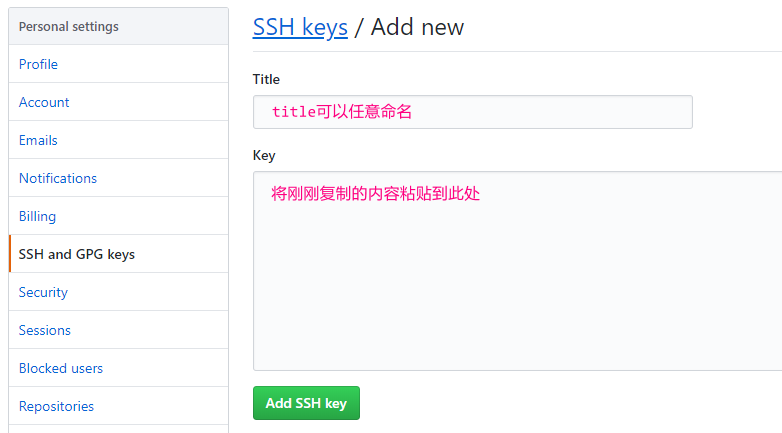 Personal settings
Profile
Account
Emails
Notifications
Billing
SSH and GPG keys
Security
Sessions
Blocked users
Repositories
SSH keys / Add new
Title
title可以任意命名
Key
将刚刚复制的内容粘贴到此处
Add SSH key